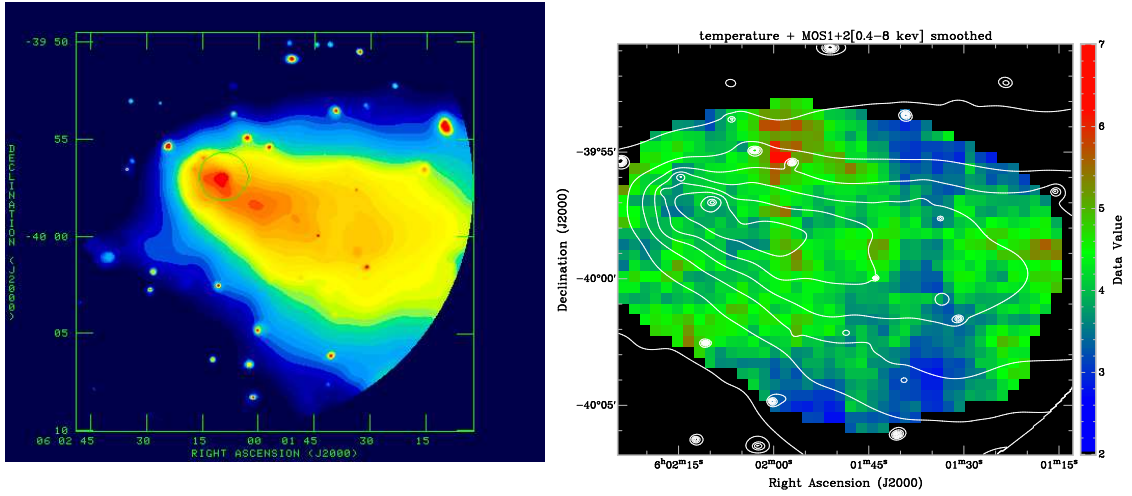 -39 50
55
-40 00
05
10
DECLINATION (J2000)
06 02 45 30 15 00 01 45 30 15
RIGHT ASCENSION (J2000)
temperature + MOS1+2[0.4-8 kev] smoothed
-39°55'
-40°00'
-40°05'
Declination (J2000)
6h02m15s 02m00s 01m45s 01m30s 01m15s
Right Ascension (J2000)
7
6
5
4
3
2
Data Value